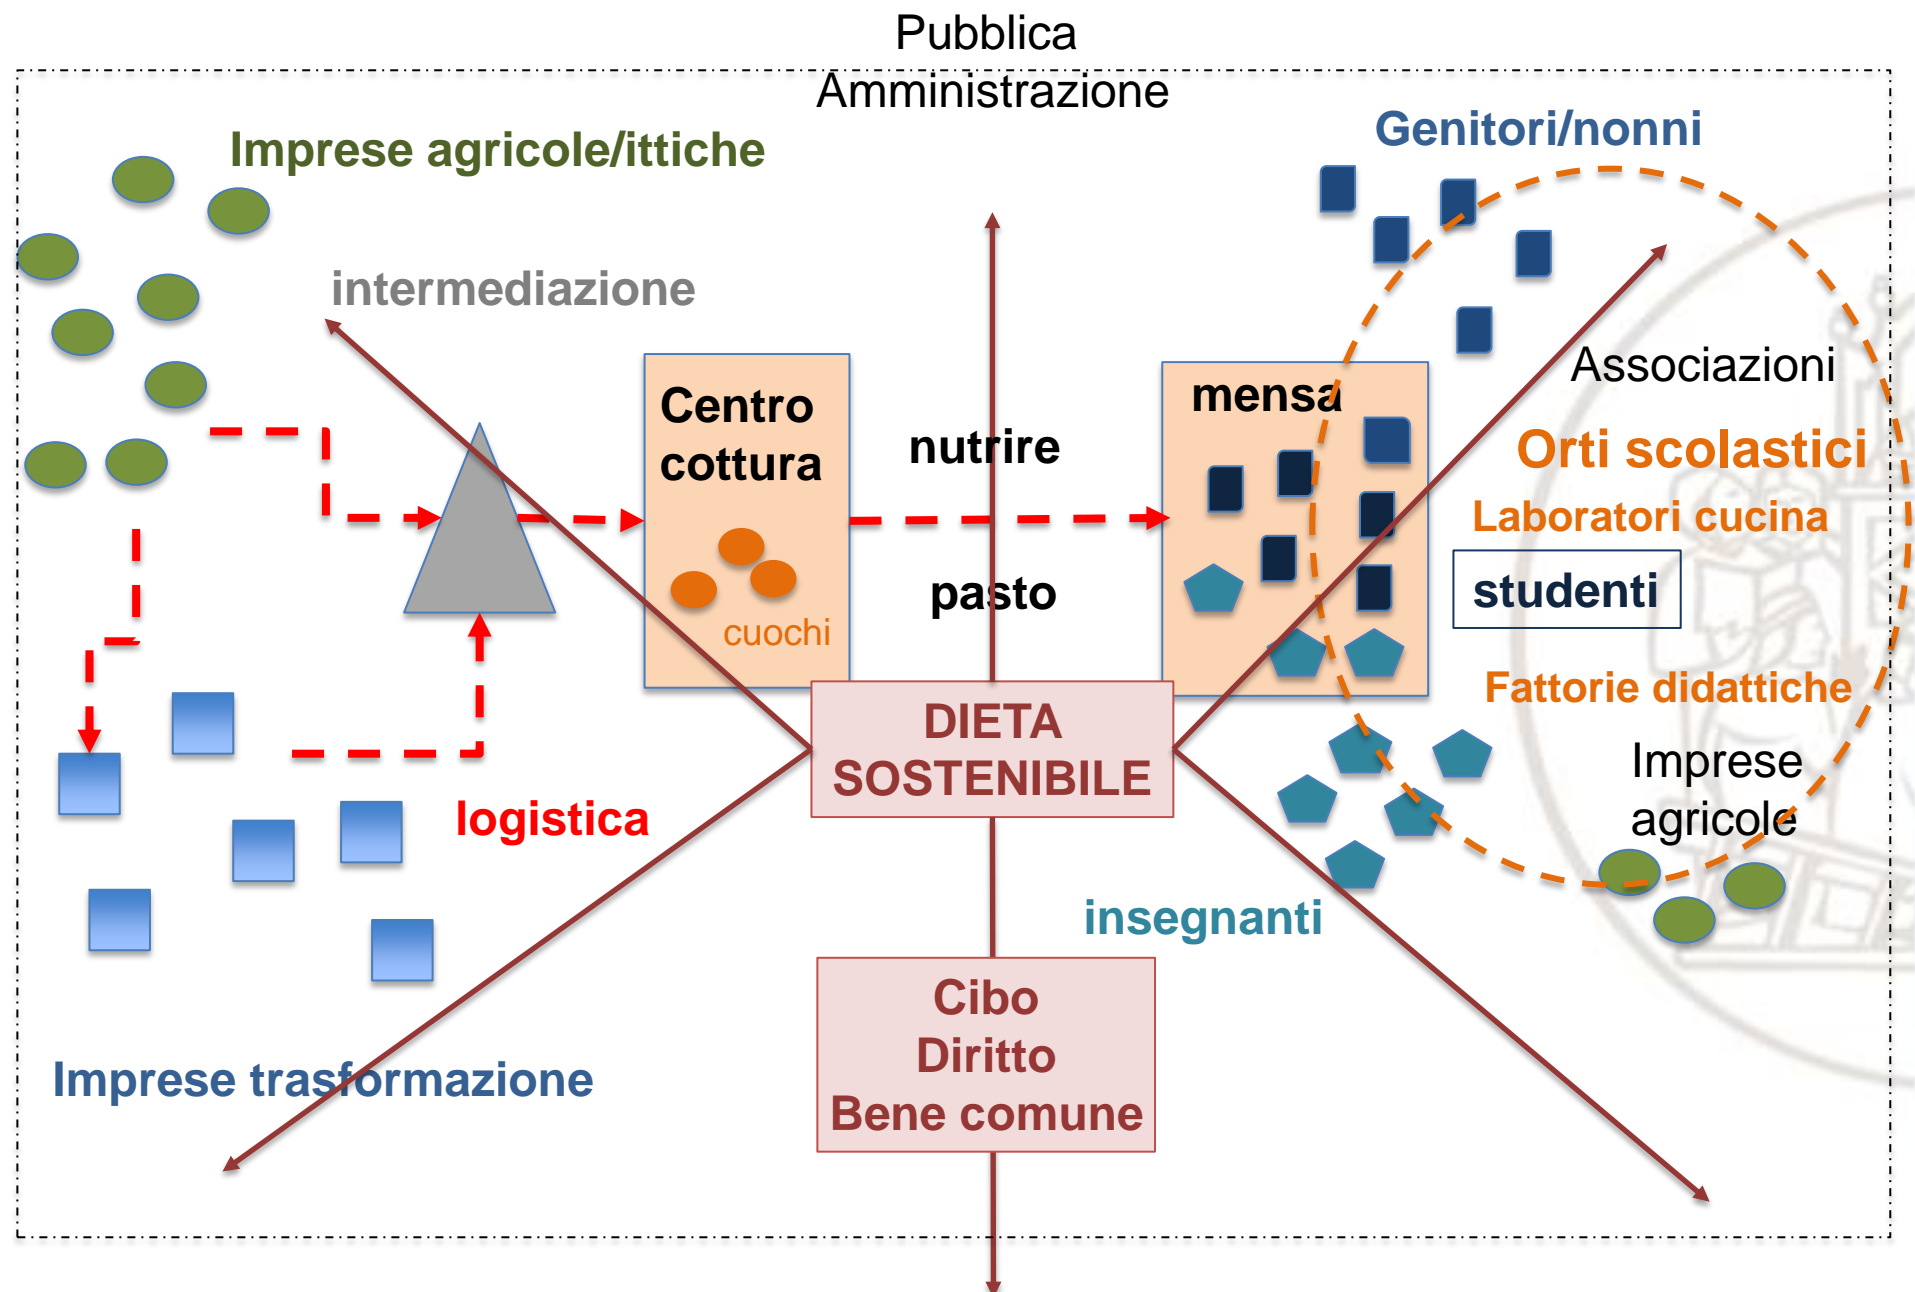 Pubblica
Amministrazione
Imprese agricole/ittiche
Genitori/nonni
intermediazione
Centro
cottura
cuochi
nutrire
pasto
mensa
Associazioni
Orti scolastici
Laboratori cucina
studenti
Fattorie didattiche
Imprese
agricole
logistica
DIETA
SOSTENIBILE
insegnanti
Cibo
Diritto
Bene comune
Imprese trasformazione